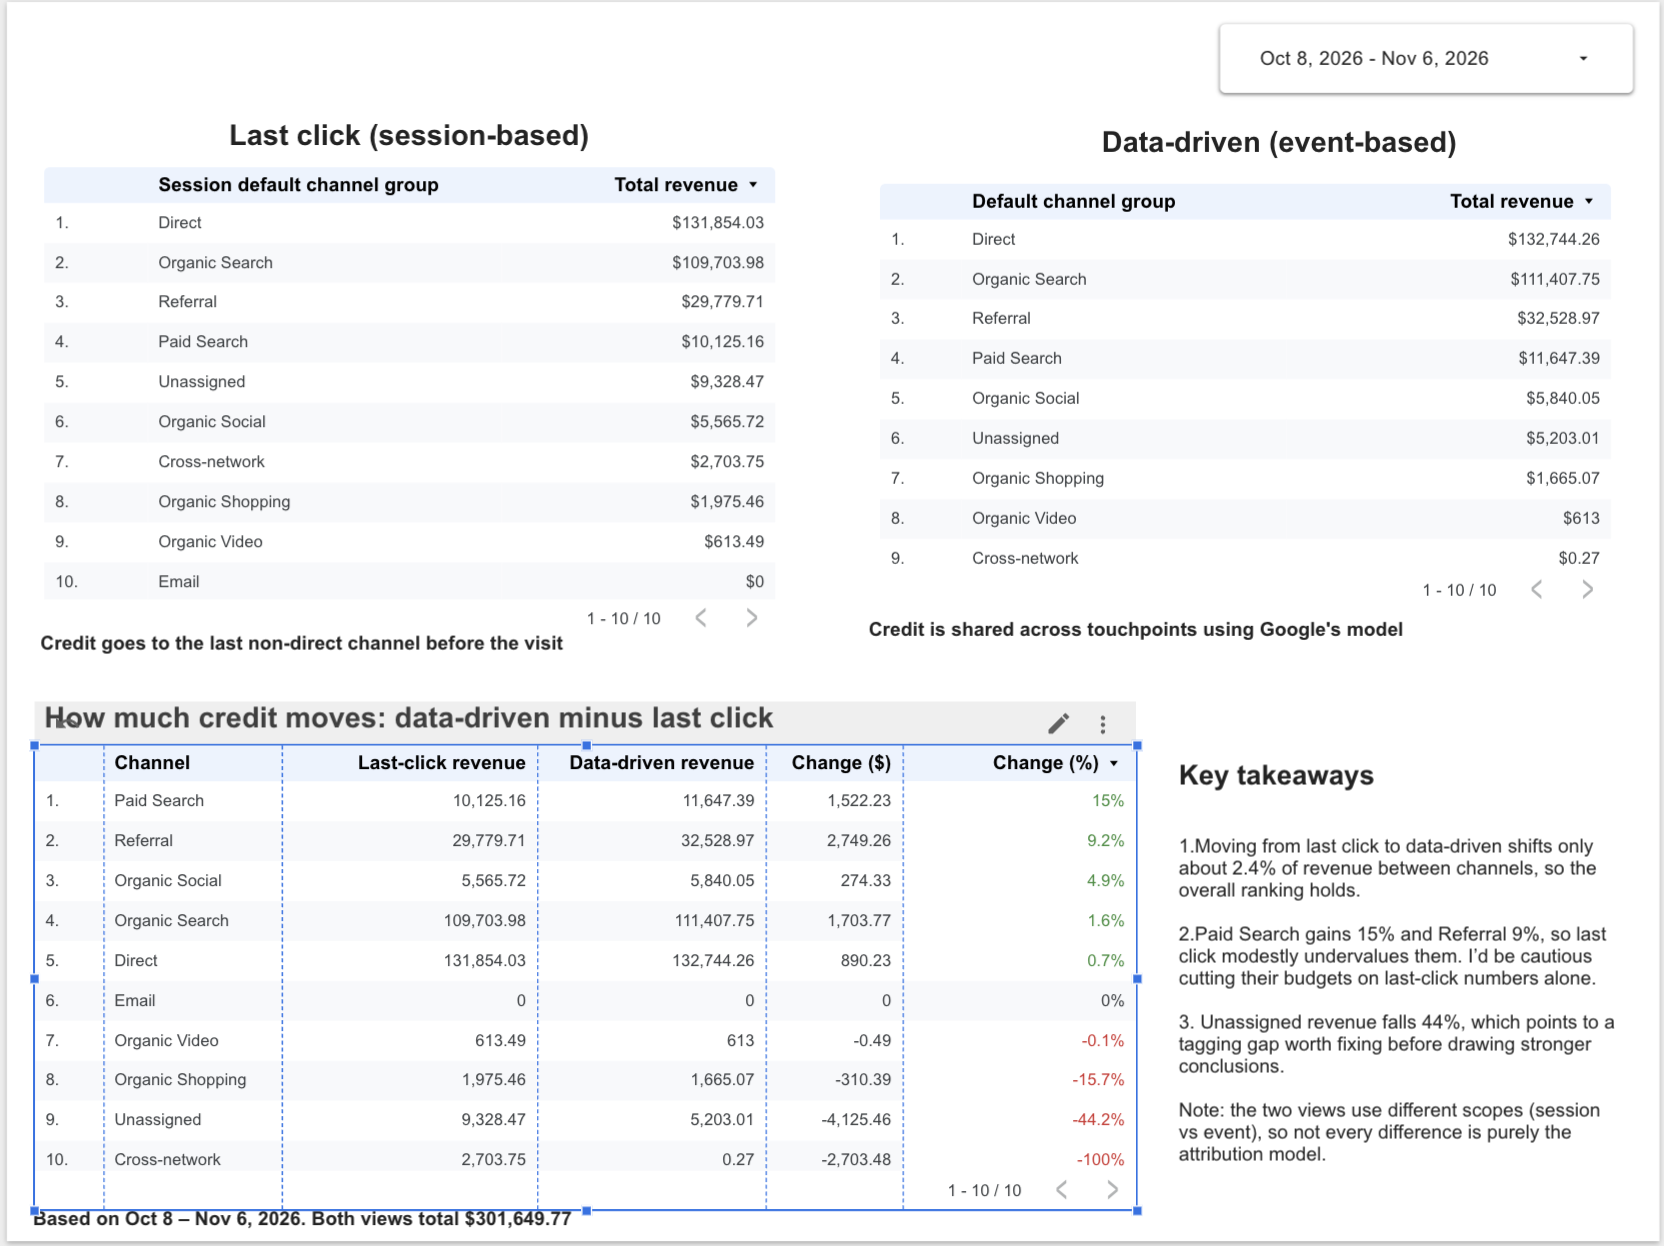 Oct 8, 2026 - Nov 6, 2026
Last click (session-based)
Session default channel group Total revenue
1. Direct $131,854.03
2. Organic Search $109,703.98
3. Referral $29,779.71
4. Paid Search $10,125.16
5. Unassigned $9,328.47
6. Organic Social $5,565.72
7. Cross-network $2,703.75
8. Organic Shopping $1,975.46
9. Organic Video $613.49
10. Email $0
1 - 10 / 10
Credit goes to the last non-direct channel before the visit
Data-driven (event-based)
Default channel group Total revenue
1. Direct $132,744.26
2. Organic Search $111,407.75
3. Referral $32,528.97
4. Paid Search $11,647.39
5. Organic Social $5,840.05
6. Unassigned $5,203.01
7. Organic Shopping $1,665.07
8. Organic Video $613
9. Cross-network $0.27
1 - 10 / 10
Credit is shared across touchpoints using Google's model
How much credit moves: data-driven minus last click
Channel Last-click revenue Data-driven revenue Change ($) Change (%)
1. Paid Search 10,125.16 11,647.39 1,522.23 15%
2. Referral 29,779.71 32,528.97 2,749.26 9.2%
3. Organic Social 5,565.72 5,840.05 274.33 4.9%
4. Organic Search 109,703.98 111,407.75 1,703.77 1.6%
5. Direct 131,854.03 132,744.26 890.23 0.7%
6. Email 0 0 0 0%
7. Organic Video 613.49 613 -0.49 -0.1%
8. Organic Shopping 1,975.46 1,665.07 -310.39 -15.7%
9. Unassigned 9,328.47 5,203.01 -4,125.46 -44.2%
10. Cross-network 2,703.75 0.27 -2,703.48 -100%
1 - 10 / 10
Based on Oct 8 – Nov 6, 2026. Both views total $301,649.77
Key takeaways
1.Moving from last click to data-driven shifts only
about 2.4% of revenue between channels, so the
overall ranking holds.
2.Paid Search gains 15% and Referral 9%, so last
click modestly undervalues them. I'd be cautious
cutting their budgets on last-click numbers alone.
3. Unassigned revenue falls 44%, which points to a
tagging gap worth fixing before drawing stronger
conclusions.
Note: the two views use different scopes (session
vs event), so not every difference is purely the
attribution model.